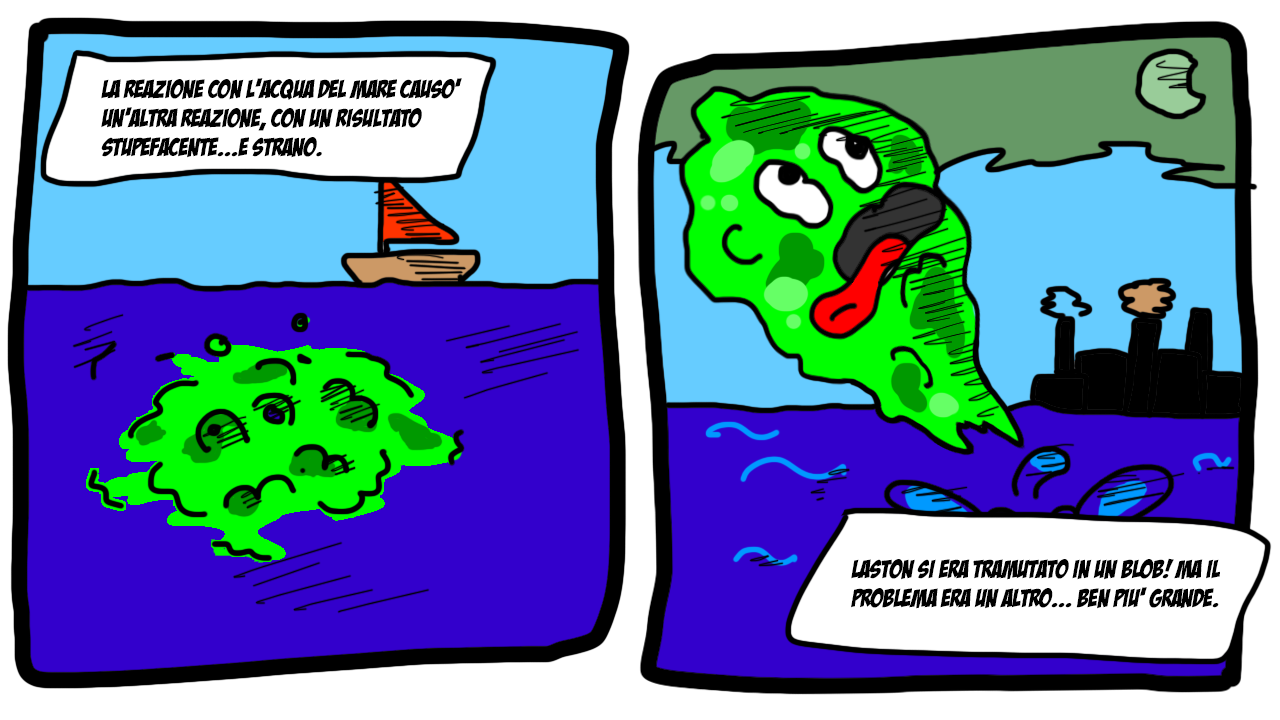 LA REAZIONE CON L'ACQUA DEL MARE CAUSO'
UN'ALTRA REAZIONE, CON UN RISULTATO
STUPEFACENTE...E STRANO.
LASTON SI ERA TRAMUTATO IN UN BLOB! MA IL
PROBLEMA ERA UN ALTRO... BEN PIU' GRANDE.